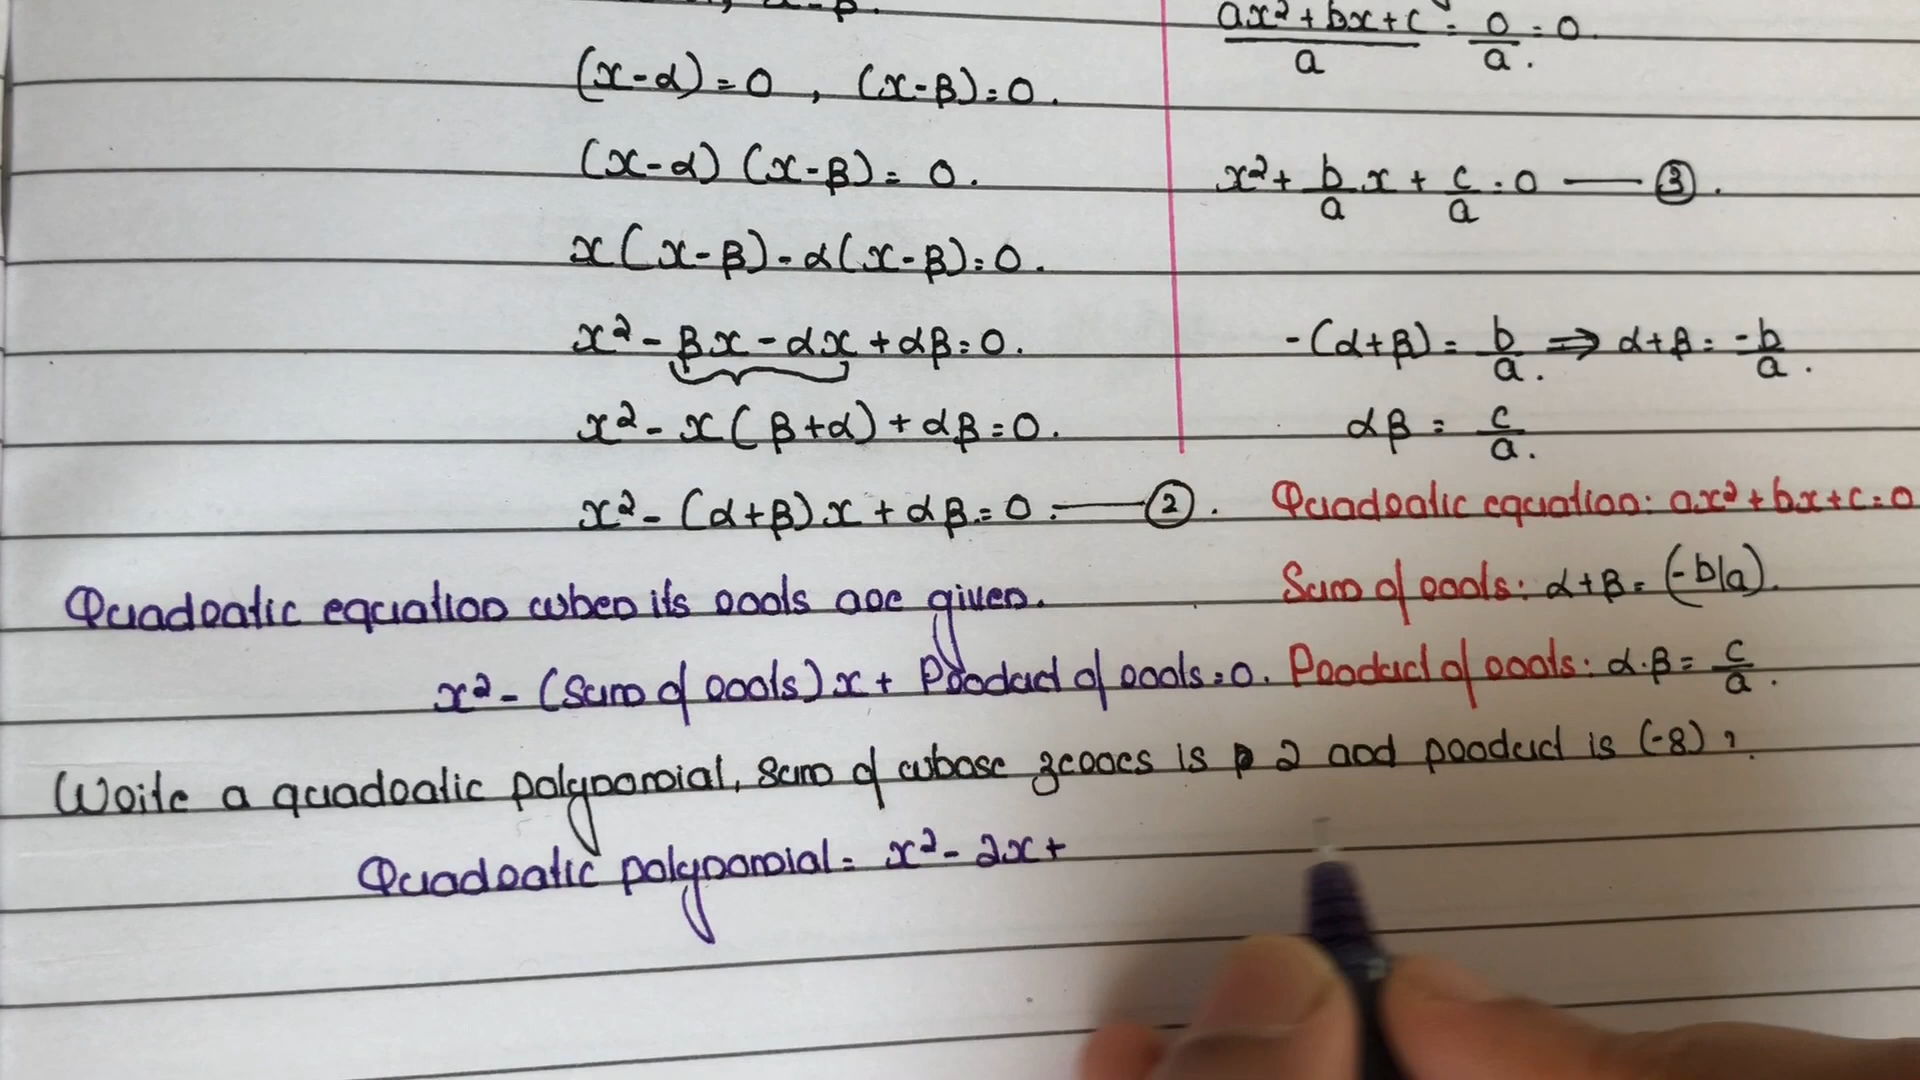 (x-α)=0 , (x-β)=0.
(x-α) (x-β)= 0.
x(x-β)-α(x-β)=0.
x²-βx-αx+αβ=0.
x²-x(β+α)+αβ=0.
x²-(α+β)x+αβ=0.——②.
ax²+bx+c/a = 0/a = 0.
x²+b/a x + c/a = 0 —— ③.
-(α+β)= b/a. ⇒ α+β = -b/a.
αβ = c/a.
Quadratic equation: ax²+bx+c=0
Sum of roots: α+β = (-b/a).
Product of roots: α·β = c/a.
Quadratic equation when its roots are given.
x²-(Sum of roots)x+ Product of roots=0.
Write a quadratic polynomial, sum of whose zeroes is 2 and product is (-8)?
Quadratic polynomial = x²-2x+